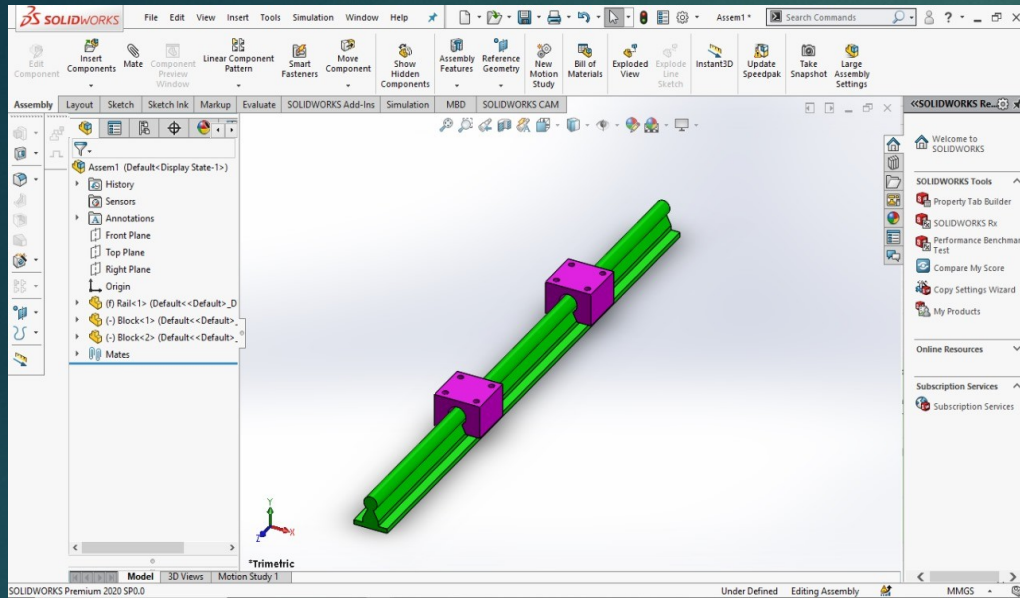 SOLIDWORKS File Edit View Insert Tools Simulation Window Help Assem1 * Search Commands
Edit Component
Insert Components
Mate
Component Preview Window
Linear Component Pattern
Smart Fasteners
Move Component
Show Hidden Components
Assembly Features
Reference Geometry
New Motion Study
Bill of Materials
Exploded View
Explode Line Sketch
Instant3D
Update Speedpak
Take Snapshot
Large Assembly Settings
Assembly Layout Sketch Sketch Ink Markup Evaluate SOLIDWORKS Add-Ins Simulation MBD SOLIDWORKS CAM
Assem1 (Default<Display State-1>)
History
Sensors
Annotations
Front Plane
Top Plane
Right Plane
Origin
(f) Rail<1> (Default<<Default>_D
(-) Block<1> (Default<<Default>_
(-) Block<2> (Default<<Default>_
Mates
Y
X
Z
*Trimetric
SOLIDWORKS Re...
Welcome to
SOLIDWORKS
SOLIDWORKS Tools
Property Tab Builder
SOLIDWORKS Rx
Performance Benchmar
Test
Compare My Score
Copy Settings Wizard
My Products
Online Resources
Subscription Services
Subscription Services
Model 3D Views Motion Study 1
SOLIDWORKS Premium 2020 SP0.0 Under Defined Editing Assembly MMGS